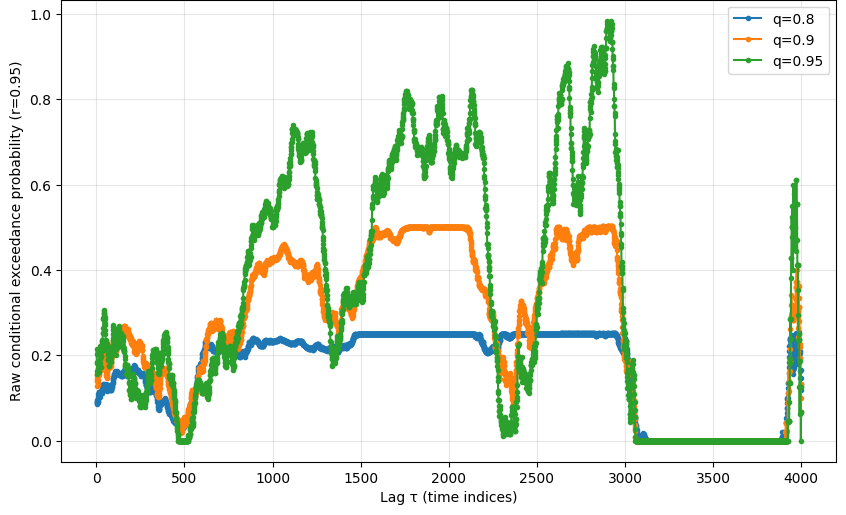 q=0.8
q=0.9
q=0.95
Raw conditional exceedance probability (r=0.95)
1.0
0.8
0.6
0.4
0.2
0.0
0 500 1000 1500 2000 2500 3000 3500 4000
Lag τ (time indices)